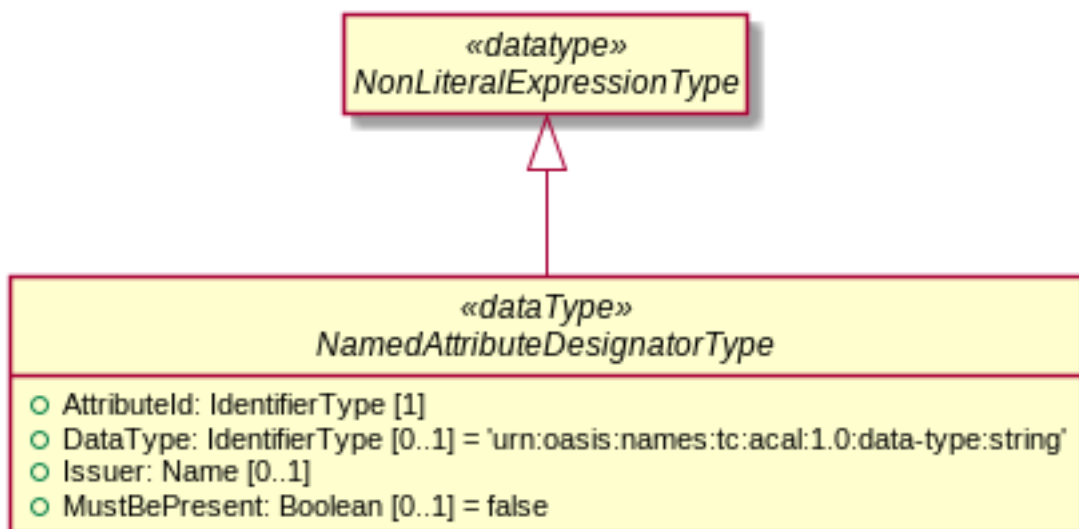 «datatype»
NonLiteralExpressionType
«dataType»
NamedAttributeDesignatorType
AttributeId: IdentifierType [1]
DataType: IdentifierType [0..1] = 'urn:oasis:names:tc:acal:1.0:data-type:string'
Issuer: Name [0..1]
MustBePresent: Boolean [0..1] = false